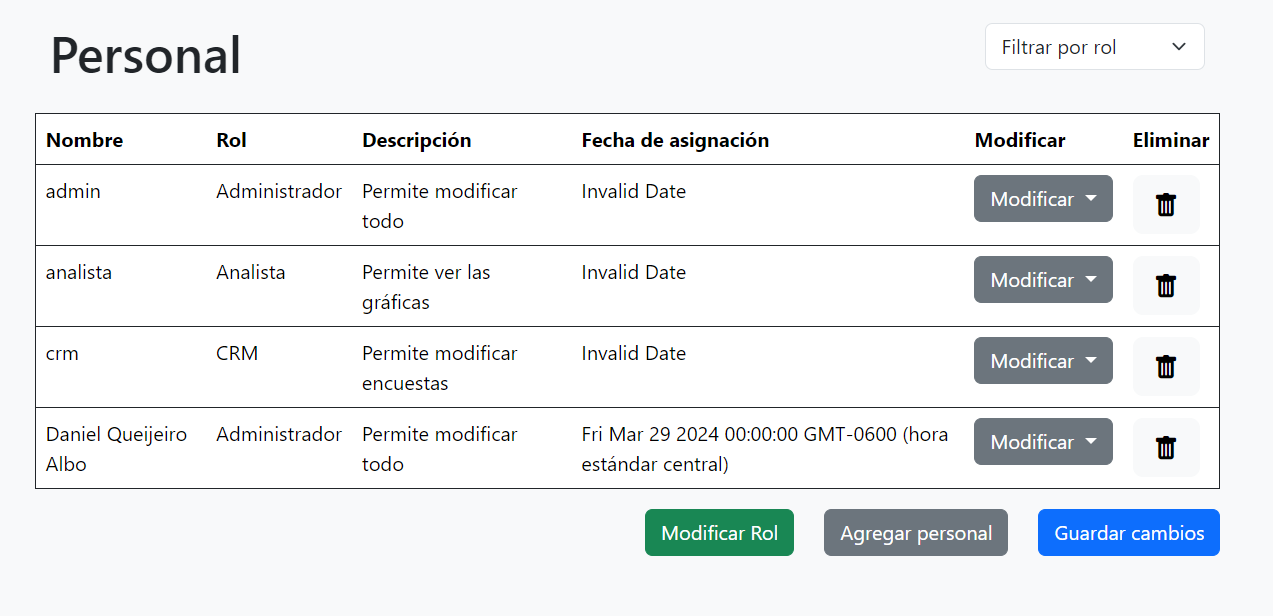 Personal
Filtrar por rol
Nombre Rol Descripción Fecha de asignación Modificar Eliminar
admin Administrador Permite modificar Invalid Date Modificar
todo
analista Analista Permite ver las Invalid Date Modificar
gráficas
crm CRM Permite modificar Invalid Date Modificar
encuestas
Daniel Queijeiro Administrador Permite modificar Fri Mar 29 2024 00:00:00 GMT-0600 (hora Modificar
Albo todo estándar central)
Modificar Rol Agregar personal Guardar cambios